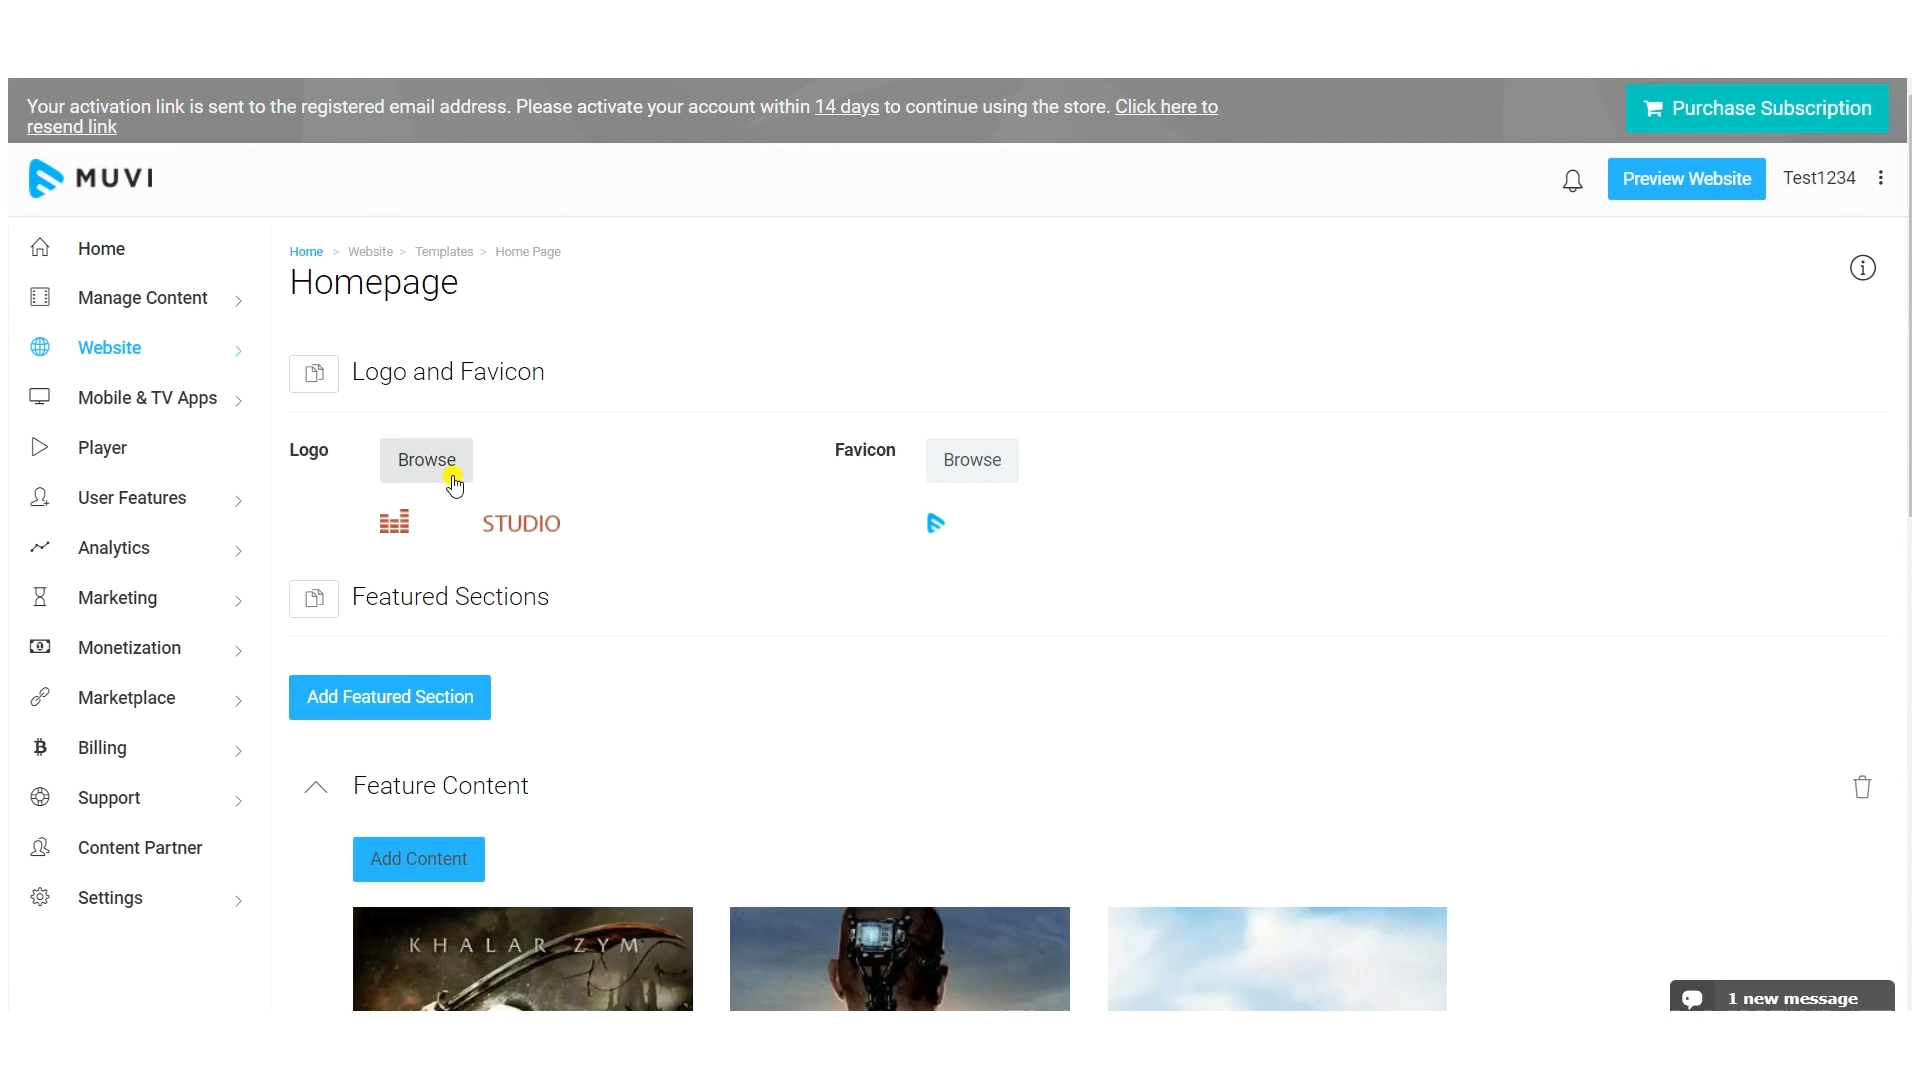 Your activation link is sent to the registered email address. Please activate your account within 14 days to continue using the store. Click here to
resend link
Purchase Subscription
MUVI
Preview Website
Test1234
Home
Manage Content
Website
Mobile & TV Apps
Player
User Features
Analytics
Marketing
Monetization
Marketplace
Billing
Support
Content Partner
Settings
Home > Website > Templates > Home Page
Homepage
Logo and Favicon
Logo
Browse
Favicon
Browse
STUDIO
Featured Sections
Add Featured Section
Feature Content
Add Content
KHALAR ZYM
1 new message